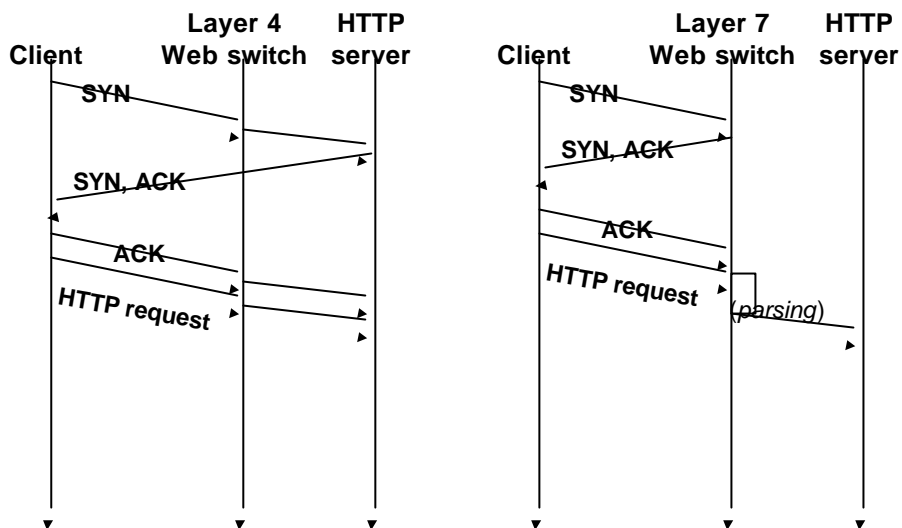 Layer 4 HTTP
Client Web switch server
SYN
SYN, ACK
ACK
HTTP request
Layer 7 HTTP
Client Web switch server
SYN
SYN, ACK
ACK
HTTP request
(parsing)